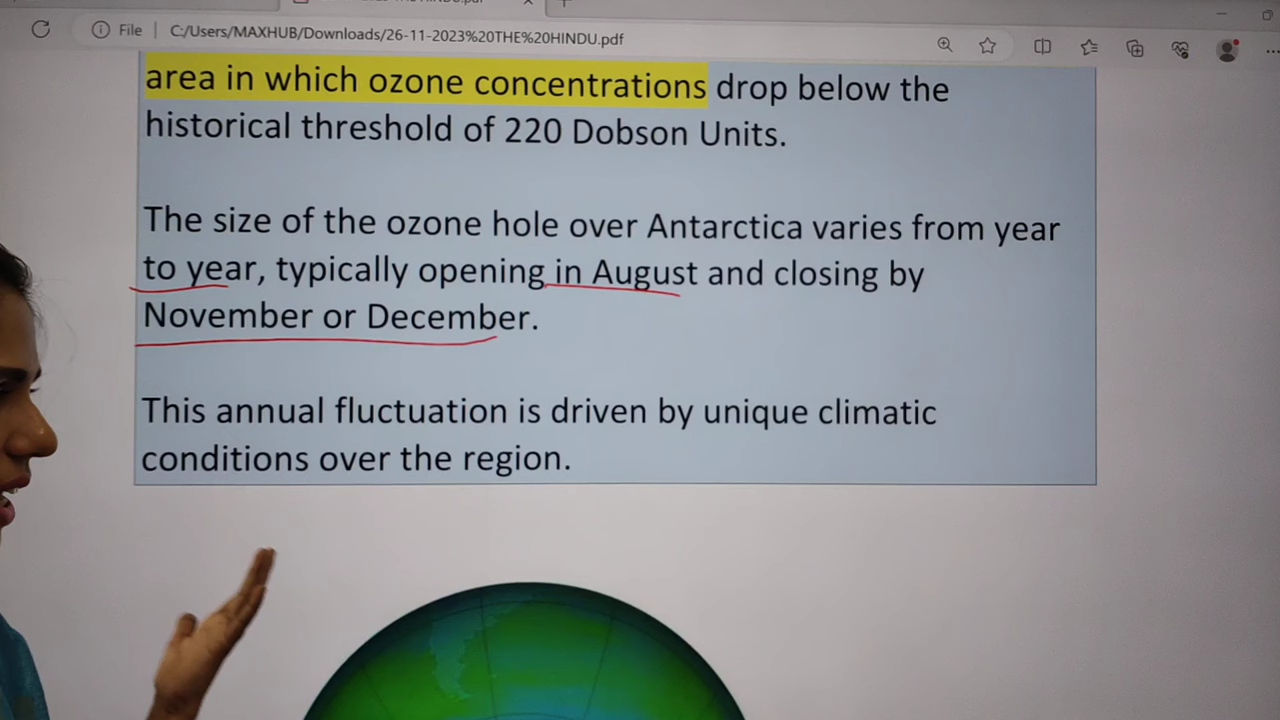 File
C:/Users/MAXHUB/Downloads/26-11-2023%20THE%20HINDU.pdf
area in which ozone concentrations drop below the
historical threshold of 220 Dobson Units.
The size of the ozone hole over Antarctica varies from year
to year, typically opening in August and closing by
November or December.
This annual fluctuation is driven by unique climatic
conditions over the region.